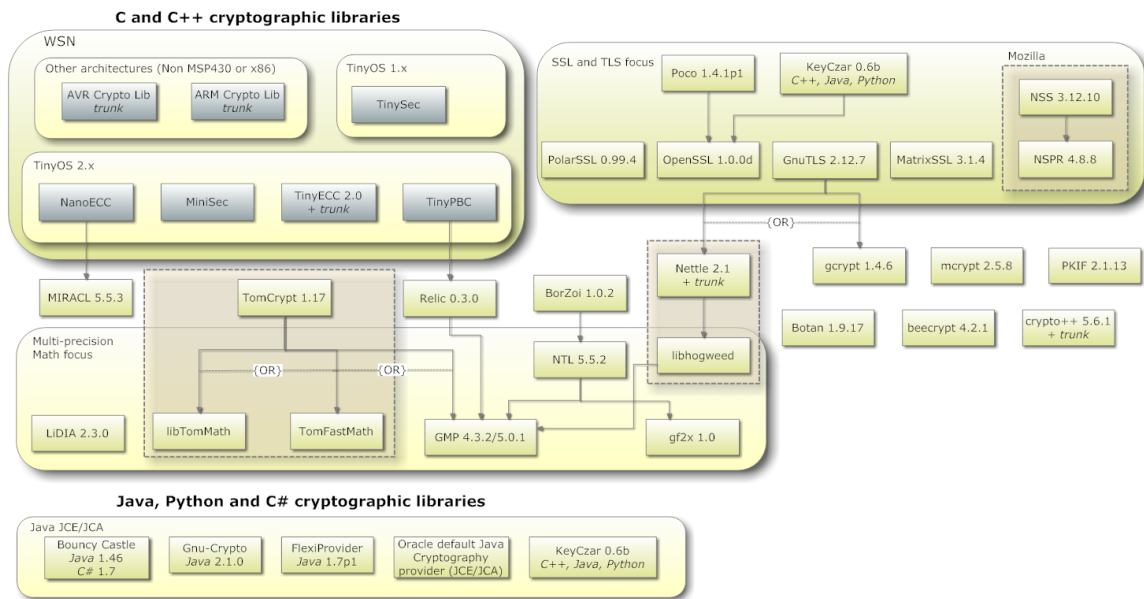 C and C++ cryptographic libraries
WSN
Other architectures (Non MSP430 or x86)
AVR Crypto Lib
trunk
ARM Crypto Lib
trunk
TinyOS 1.x
TinySec
TinyOS 2.x
NanoECC
MiniSec
TinyECC 2.0
+ trunk
TinyPBC
SSL and TLS focus
Poco 1.4.1p1
KeyCzar 0.6b
C++, Java, Python
Mozilla
NSS 3.12.10
PolarSSL 0.99.4
OpenSSL 1.0.0d
GnuTLS 2.12.7
MatrixSSL 3.1.4
NSPR 4.8.8
{OR}
MIRACL 5.5.3
TomCrypt 1.17
Relic 0.3.0
BorZoi 1.0.2
Nettle 2.1
+ trunk
gcrypt 1.4.6
mcrypt 2.5.8
PKIF 2.1.13
Botan 1.9.17
beecrypt 4.2.1
crypto++ 5.6.1
+ trunk
Multi-precision
Math focus
NTL 5.5.2
libhogweed
{OR}
{OR}
LiDIA 2.3.0
libTomMath
TomFastMath
GMP 4.3.2/5.0.1
gf2x 1.0
Java, Python and C# cryptographic libraries
Java JCE/JCA
Bouncy Castle
Java 1.46
C# 1.7
Gnu-Crypto
Java 2.1.0
FlexiProvider
Java 1.7p1
Oracle default Java
Cryptography
provider (JCE/JCA)
KeyCzar 0.6b
C++, Java, Python